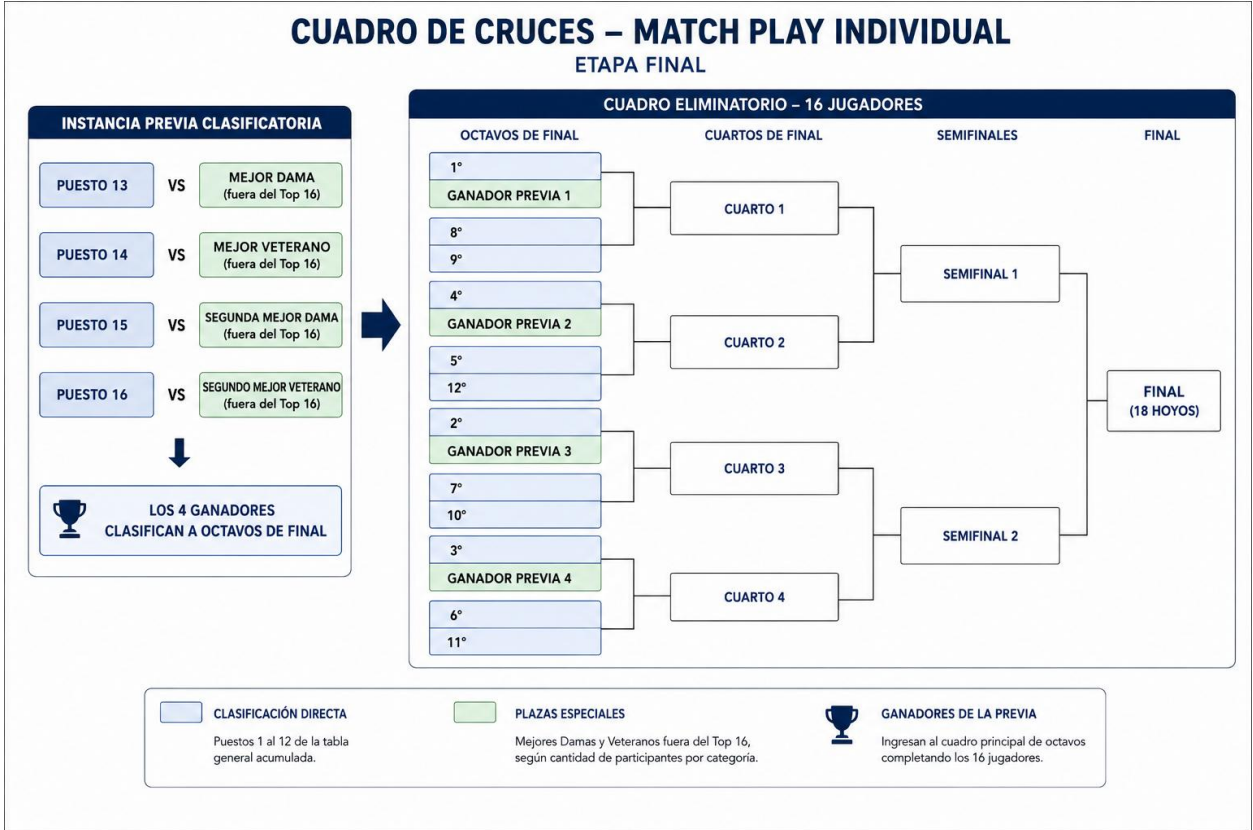 CUADRO DE CRUCES – MATCH PLAY INDIVIDUAL
ETAPA FINAL
INSTANCIA PREVIA CLASIFICATORIA
PUESTO 13 VS MEJOR DAMA
(fuera del Top 16)
PUESTO 14 VS MEJOR VETERANO
(fuera del Top 16)
PUESTO 15 VS SEGUNDA MEJOR DAMA
(fuera del Top 16)
PUESTO 16 VS SEGUNDO MEJOR VETERANO
(fuera del Top 16)
LOS 4 GANADORES
CLASIFICAN A OCTAVOS DE FINAL
CUADRO ELIMINATORIO – 16 JUGADORES
OCTAVOS DE FINAL
1°
GANADOR PREVIA 1
8°
9°
4°
GANADOR PREVIA 2
5°
12°
2°
GANADOR PREVIA 3
7°
10°
3°
GANADOR PREVIA 4
6°
11°
CUARTOS DE FINAL
CUARTO 1
CUARTO 2
CUARTO 3
CUARTO 4
SEMIFINALES
SEMIFINAL 1
SEMIFINAL 2
FINAL
FINAL
(18 HOYOS)
CLASIFICACIÓN DIRECTA
Puestos 1 al 12 de la tabla
general acumulada.
PLAZAS ESPECIALES
Mejores Damas y Veteranos fuera del Top 16,
según cantidad de participantes por categoría.
GANADORES DE LA PREVIA
Ingresan al cuadro principal de octavos
completando los 16 jugadores.